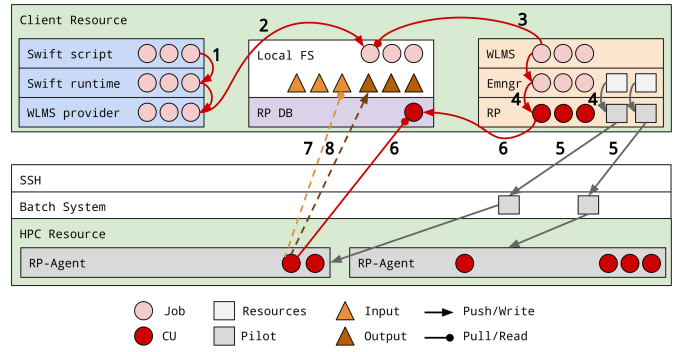 Client Resource
2
3
Swift script
1
Local FS
WLMS
Swift runtime
Emngr
4
4
WLMS provider
RP DB
RP
7
8
6
6
5
5
SSH
Batch System
HPC Resource
RP-Agent
RP-Agent
Job
Resources
Input
Push/Write
CU
Pilot
Output
Pull/Read